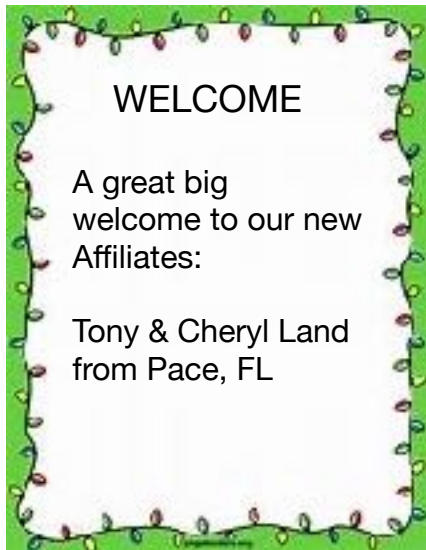 WELCOME
A great big
welcome to our new
Affiliates:
Tony & Cheryl Land
from Pace, FL